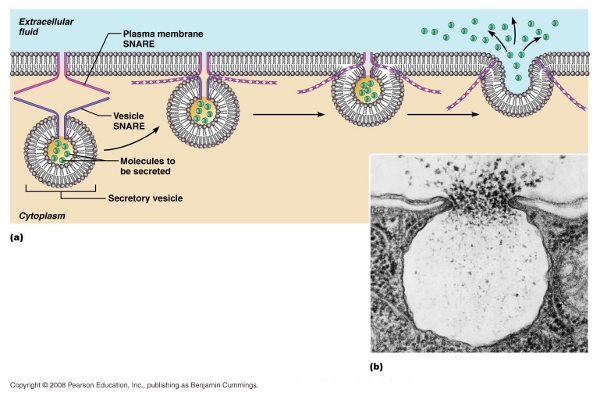 Extracellular
fluid
Plasma membrane
SNARE
Vesicle
SNARE
Molecules to
be secreted
Secretory vesicle
Cytoplasm
(a)
(b)
Copyright © 2008 Pearson Education, Inc., publishing as Benjamin Cummings.